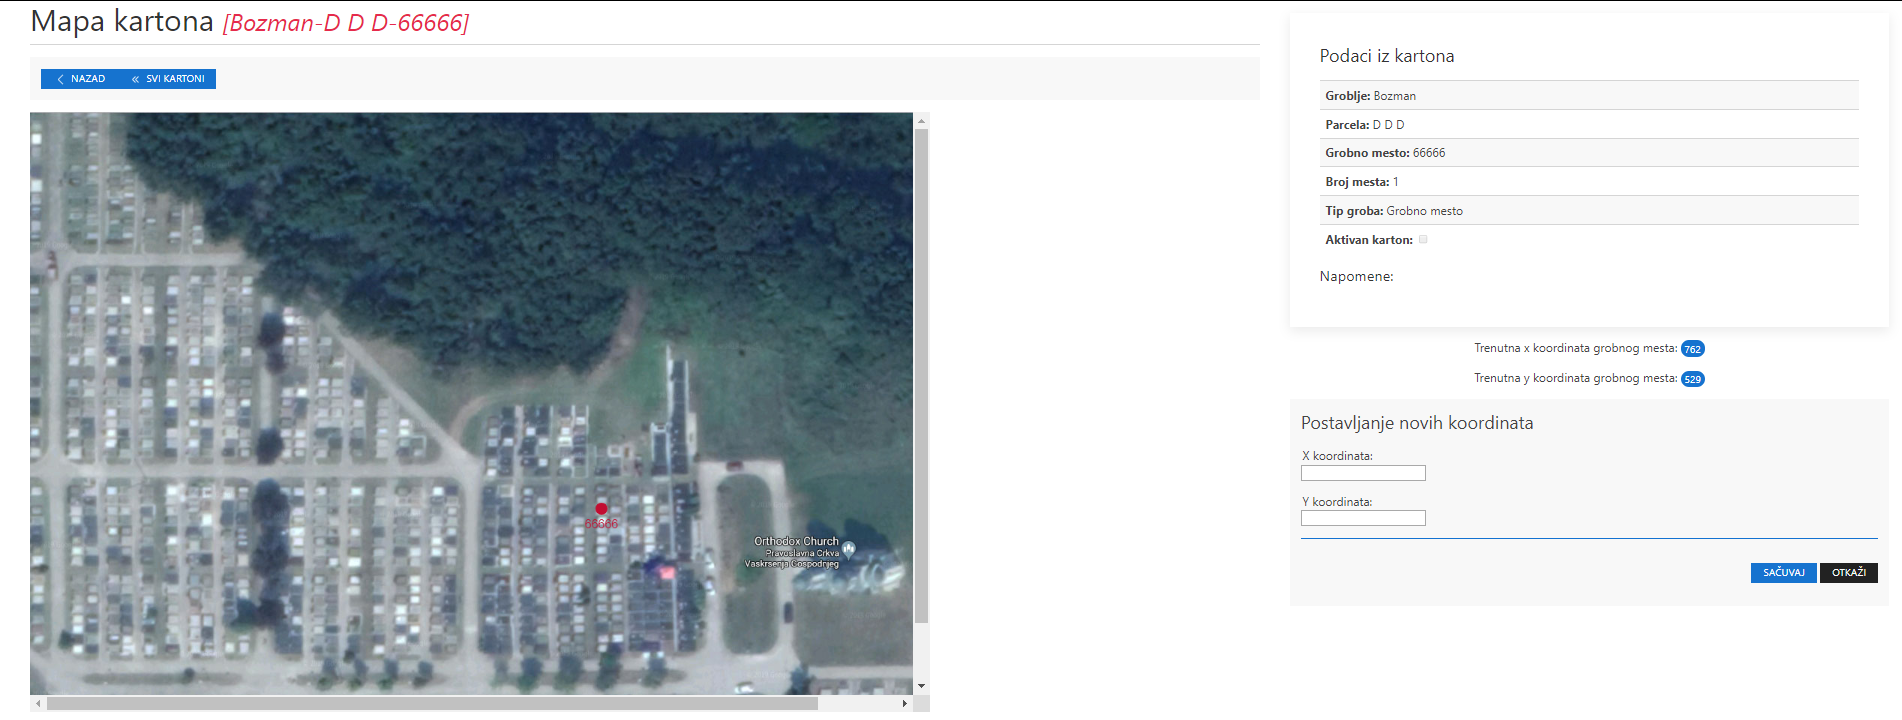 Mapa kartona [Bozman-D D D-66666]
NAZAD
SVI KARTONI
66666
Orthodox Church
Pravoslavna Crkva
Vaskrsenja Gospodnjeg
Podaci iz kartona
Groblje: Bozman
Parcela: D D D
Grobno mesto: 66666
Broj mesta: 1
Tip groba: Grobno mesto
Aktivan karton:
Napomene:
Trenutna x koordinata grobnog mesta: 762
Trenutna y koordinata grobnog mesta: 529
Postavljanje novih koordinata
X koordinata:
Y koordinata:
SAČUVAJ
OTKAŽI